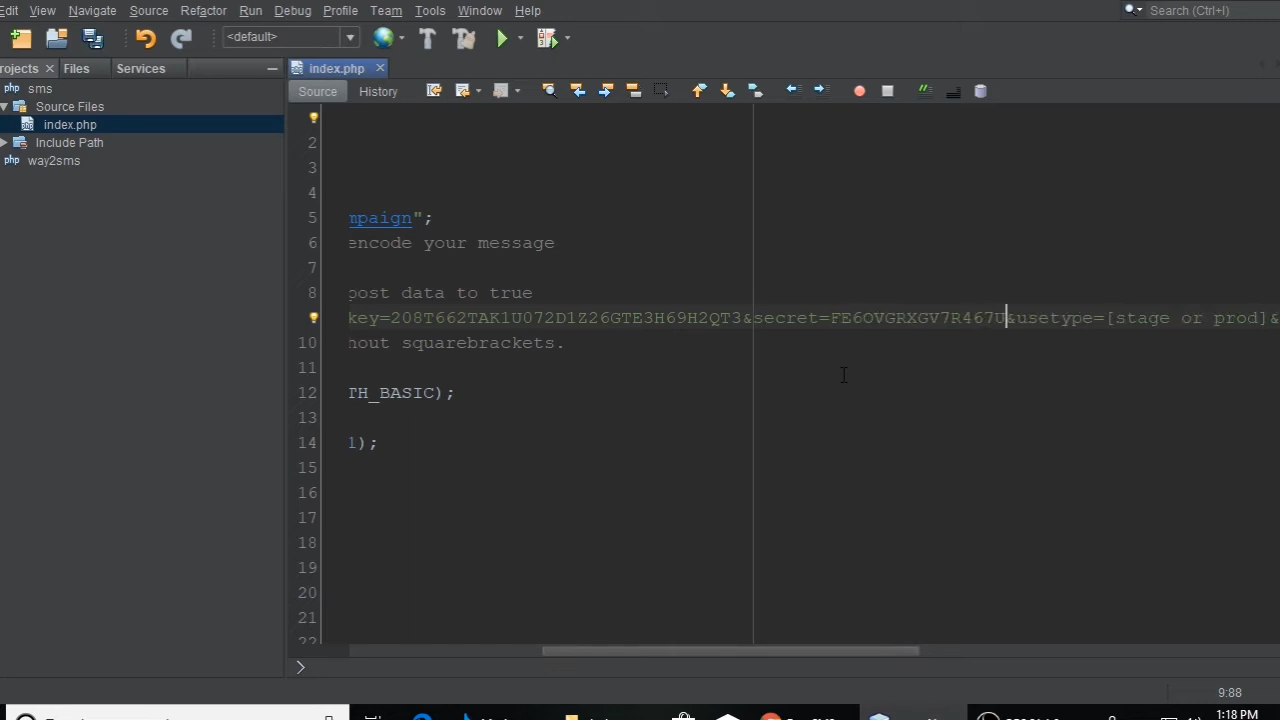 Edit View Navigate Source Refactor Run Debug Profile Team Tools Window Help
Search (Ctrl+I)
<default>
Projects Files Services
index.php
sms
Source Files
index.php
Include Path
way2sms
Source History
2
3
4
5 mpaign";
6 encode your message
7
8 post data to true
key=208T662TAK1U072D1Z26GTE3H69H2QT3&secret=FE6OVGRXGV7R467U&usetype=[stage or prod]&
10 hout squarebrackets.
11
12 TH_BASIC);
13
14 1);
15
16
17
18
19
20
21
22
9:88
1:18 PM